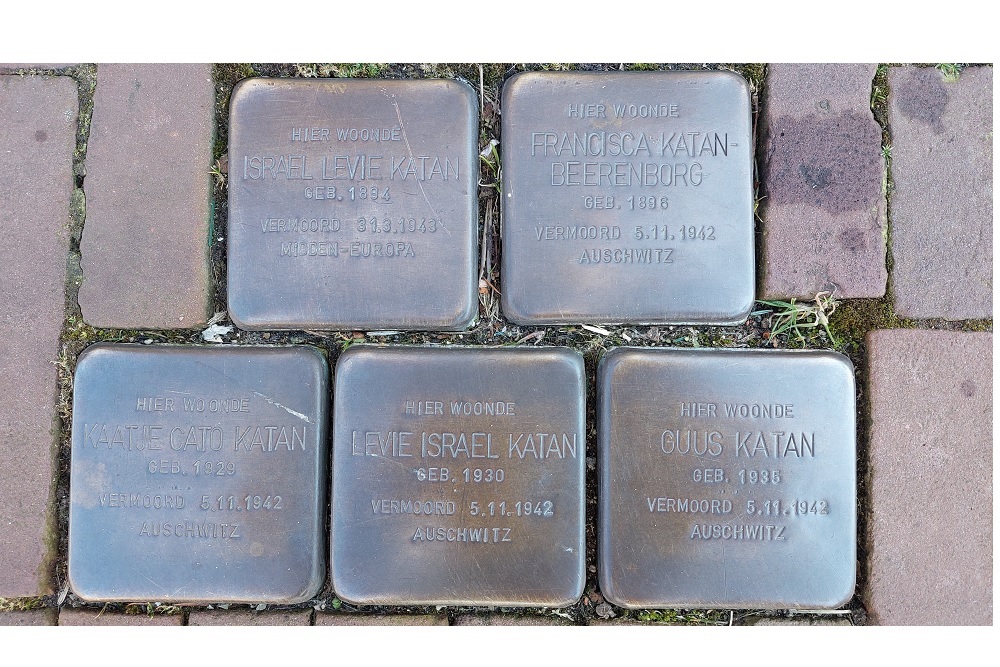 HIER WOONDE
ISRAEL LEVIE KATAN
GEB. 1894
VERMOORD 31.3.1943
MIDDEN-EUROPA
HIER WOONDE
FRANCISCA KATAN-
BEERENBORG
GEB. 1896
VERMOORD 5.11.1942
AUSCHWITZ
HIER WOONDE
KAATJE CATO KATAN
GEB. 1929
VERMOORD 5.11.1942
AUSCHWITZ
HIER WOONDE
LEVIE ISRAEL KATAN
GEB. 1930
VERMOORD 5.11.1942
AUSCHWITZ
HIER WOONDE
GUUS KATAN
GEB. 1935
VERMOORD 5.11.1942
AUSCHWITZ